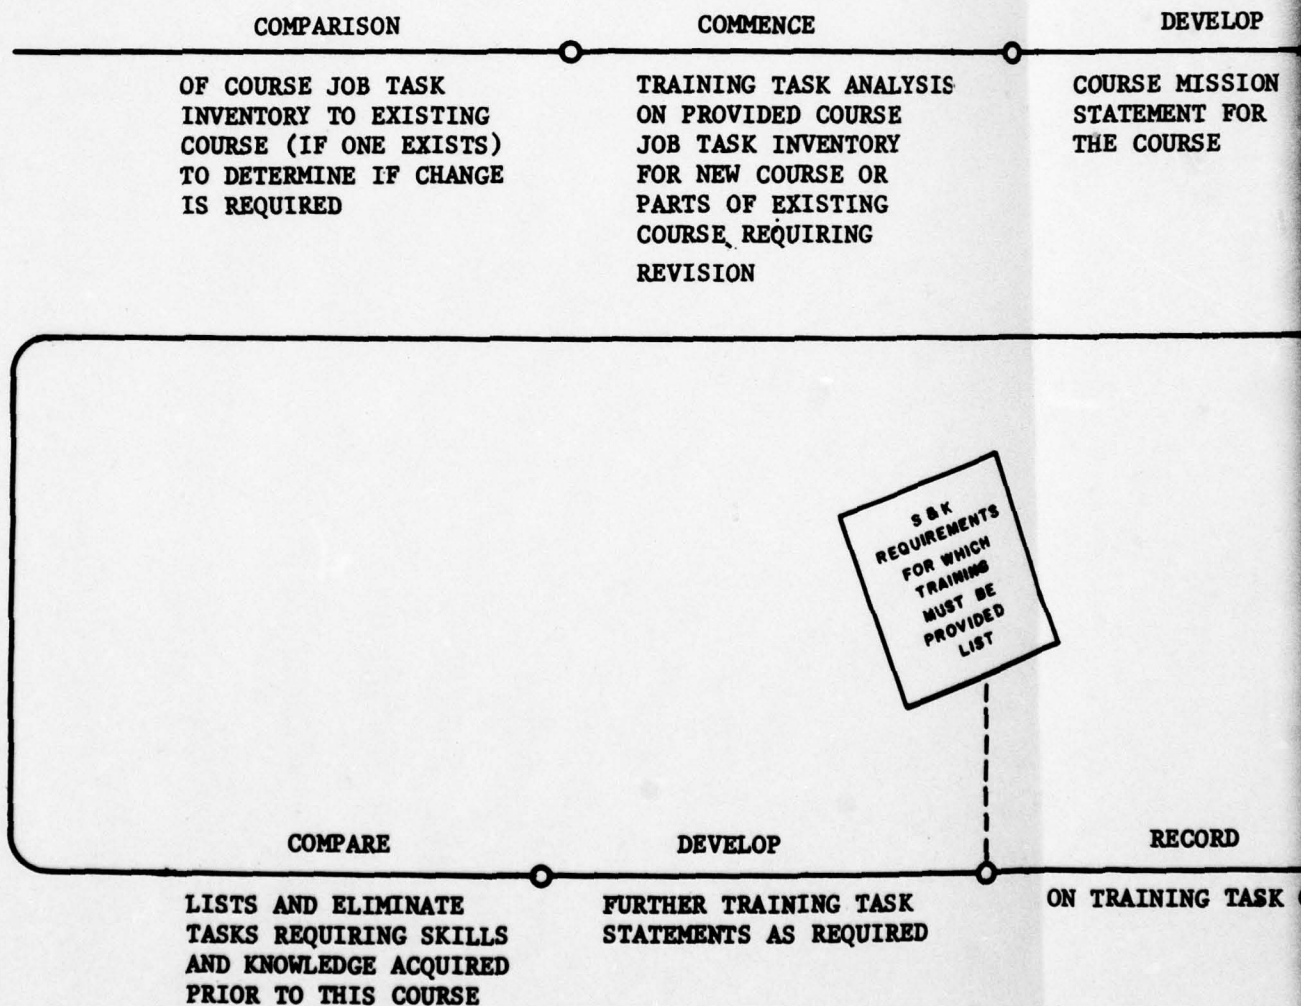 COMPARISON
OF COURSE JOB TASK
INVENTORY TO EXISTING
COURSE (IF ONE EXISTS)
TO DETERMINE IF CHANGE
IS REQUIRED
COMMENCE
TRAINING TASK ANALYSIS
ON PROVIDED COURSE
JOB TASK INVENTORY
FOR NEW COURSE OR
PARTS OF EXISTING
COURSE REQUIRING
REVISION
DEVELOP
COURSE MISSION
STATEMENT FOR
THE COURSE
S & K
REQUIREMENTS
FOR WHICH
TRAINING
MUST BE
PROVIDED
LIST
COMPARE
LISTS AND ELIMINATE
TASKS REQUIRING SKILLS
AND KNOWLEDGE ACQUIRED
PRIOR TO THIS COURSE
DEVELOP
FURTHER TRAINING TASK
STATEMENTS AS REQUIRED
RECORD
ON TRAINING TASK